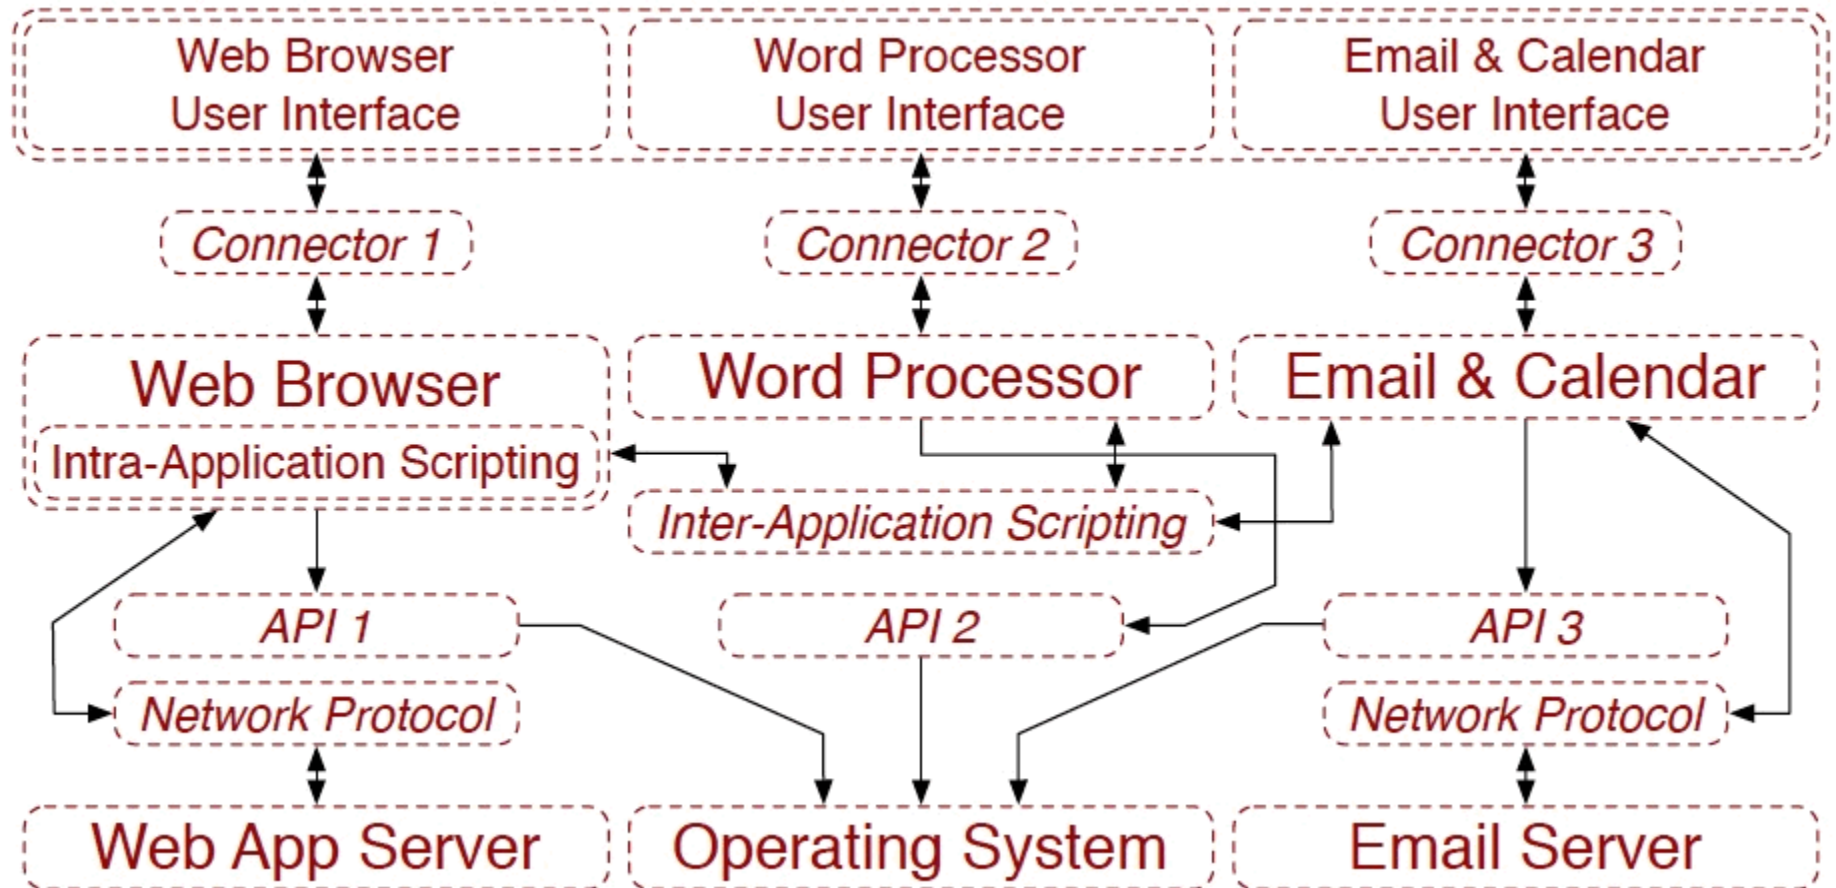 Web Browser
User Interface
Word Processor
User Interface
Email & Calendar
User Interface
Connector 1
Connector 2
Connector 3
Web Browser
Intra-Application Scripting
Word Processor
Email & Calendar
Inter-Application Scripting
API 1
API 2
API 3
Network Protocol
Network Protocol
Web App Server
Operating System
Email Server